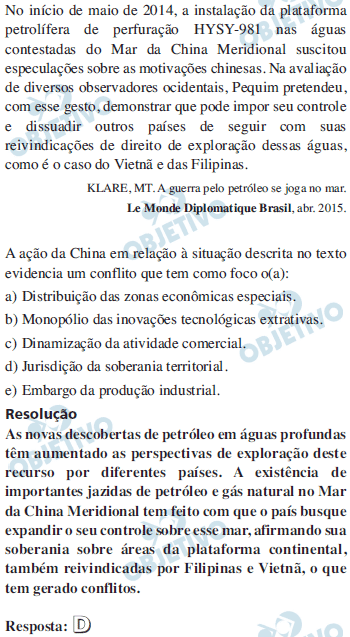 No início de maio de 2014, a instalação da plataforma
petrolífera de perfuração HYSY-981 nas águas
contestadas do Mar da China Meridional suscitou
especulações sobre as motivações chinesas. Na avaliação
de diversos observadores ocidentais, Pequim pretendeu,
com esse gesto, demonstrar que pode impor seu controle
e dissuadir outros países de seguir com suas
reivindicações de direito de exploração dessas águas,
como é o caso do Vietnã e das Filipinas.
KLARE, MT. A guerra pelo petróleo se joga no mar.
Le Monde Diplomatique Brasil, abr. 2015.
A ação da China em relação à situação descrita no texto
evidencia um conflito que tem como foco o(a):
a) Distribuição das zonas econômicas especiais.
b) Monopólio das inovações tecnológicas extrativas.
c) Dinamização da atividade comercial.
d) Jurisdição da soberania territorial.
e) Embargo da produção industrial.
Resolução
As novas descobertas de petróleo em águas profundas
têm aumentado as perspectivas de exploração deste
recurso por diferentes países. A existência de
importantes jazidas de petróleo e gás natural no Mar
da China Meridional tem feito com que o país busque
expandir o seu controle sobre esse mar, afirmando sua
soberania sobre áreas da plataforma continental,
também reivindicadas por Filipinas e Vietnã, o que
tem gerado conflitos.
Resposta: D
OBJETIVO
OBJETIVO
OBJETIVO
OBJETIVO
OBJETIVO
OBJETIVO